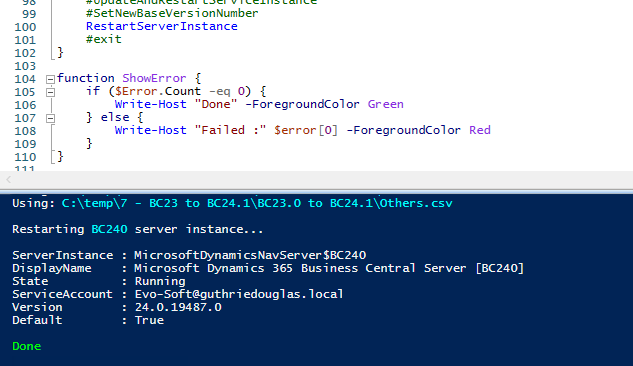 98 #UpdateAndRestartServiceInstance
99 #SetNewBaseVersionNumber
100 RestartServerInstance
101 #exit
102 }
103
104 function ShowError {
105 if ($Error.Count -eq 0) {
106 Write-Host "Done" -ForegroundColor Green
107 } else {
108 Write-Host "Failed :" $error[0] -ForegroundColor Red
109 }
110 }
111
Using: C:\temp\7 - BC23 to BC24.1\BC23.0 to BC24.1\Others.csv
Restarting BC240 server instance...
ServerInstance : MicrosoftDynamicsNavServer$BC240
DisplayName : Microsoft Dynamics 365 Business Central Server [BC240]
State : Running
ServiceAccount : Evo-Soft@guthriedouglas.local
Version : 24.0.19487.0
Default : True
Done